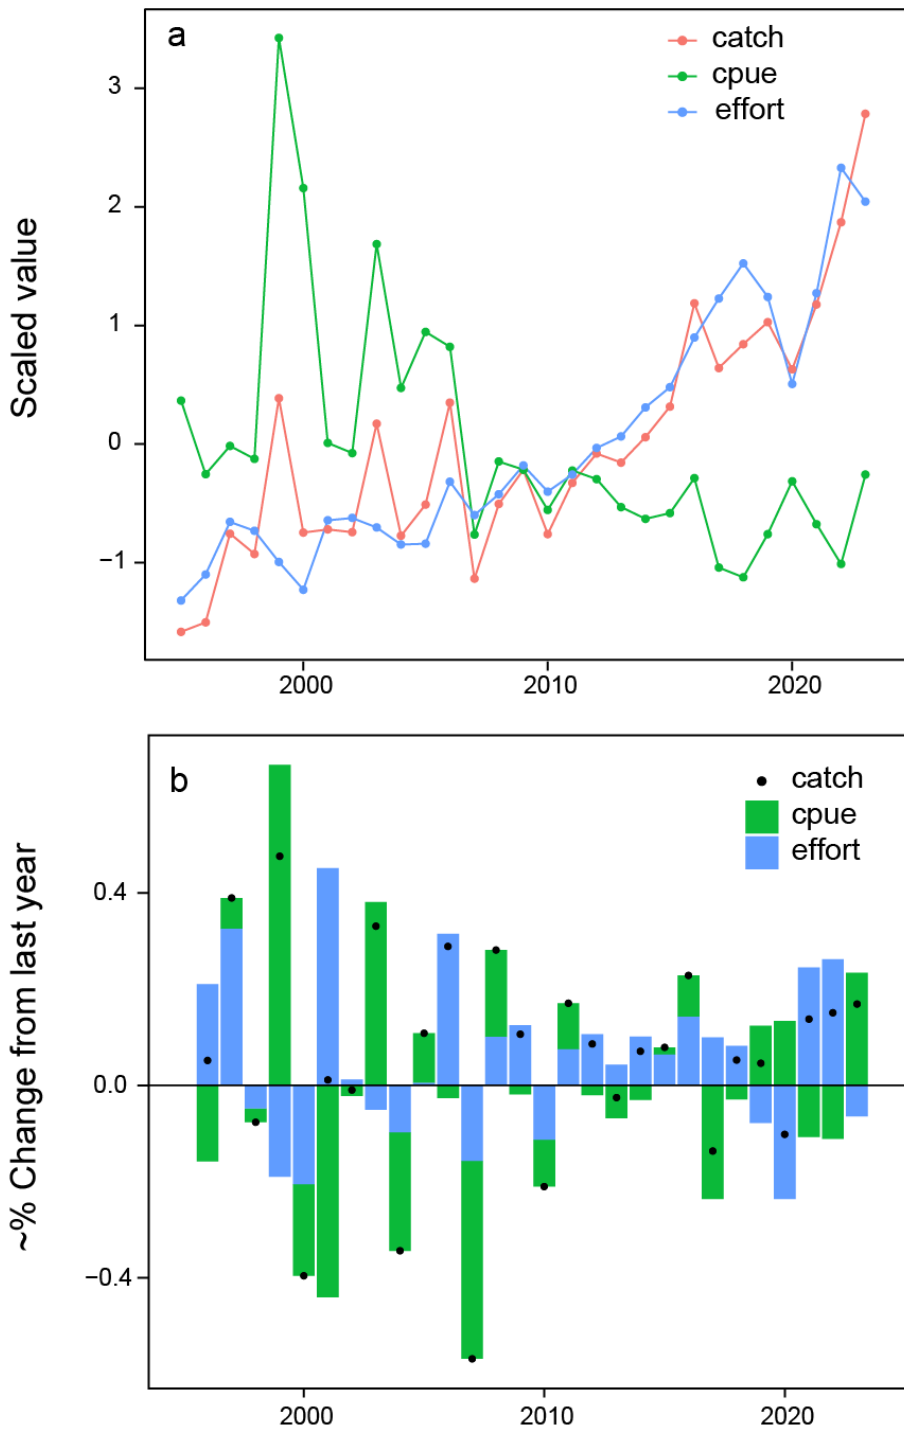 a
catch
cpue
effort
Scaled value
3
2
1
0
−1
2000
2010
2020
b
catch
cpue
effort
~% Change from last year
0.4
0.0
−0.4
2000
2010
2020